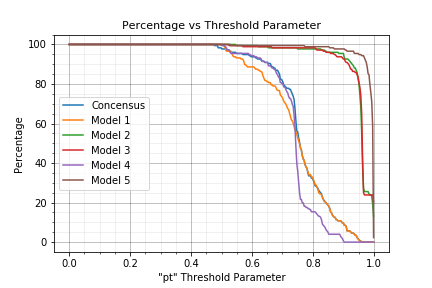 Percentage vs Threshold Parameter
100
80
60
40
20
0
Percentage
Concensus
Model 1
Model 2
Model 3
Model 4
Model 5
0.0 0.2 0.4 0.6 0.8 1.0
"pt" Threshold Parameter